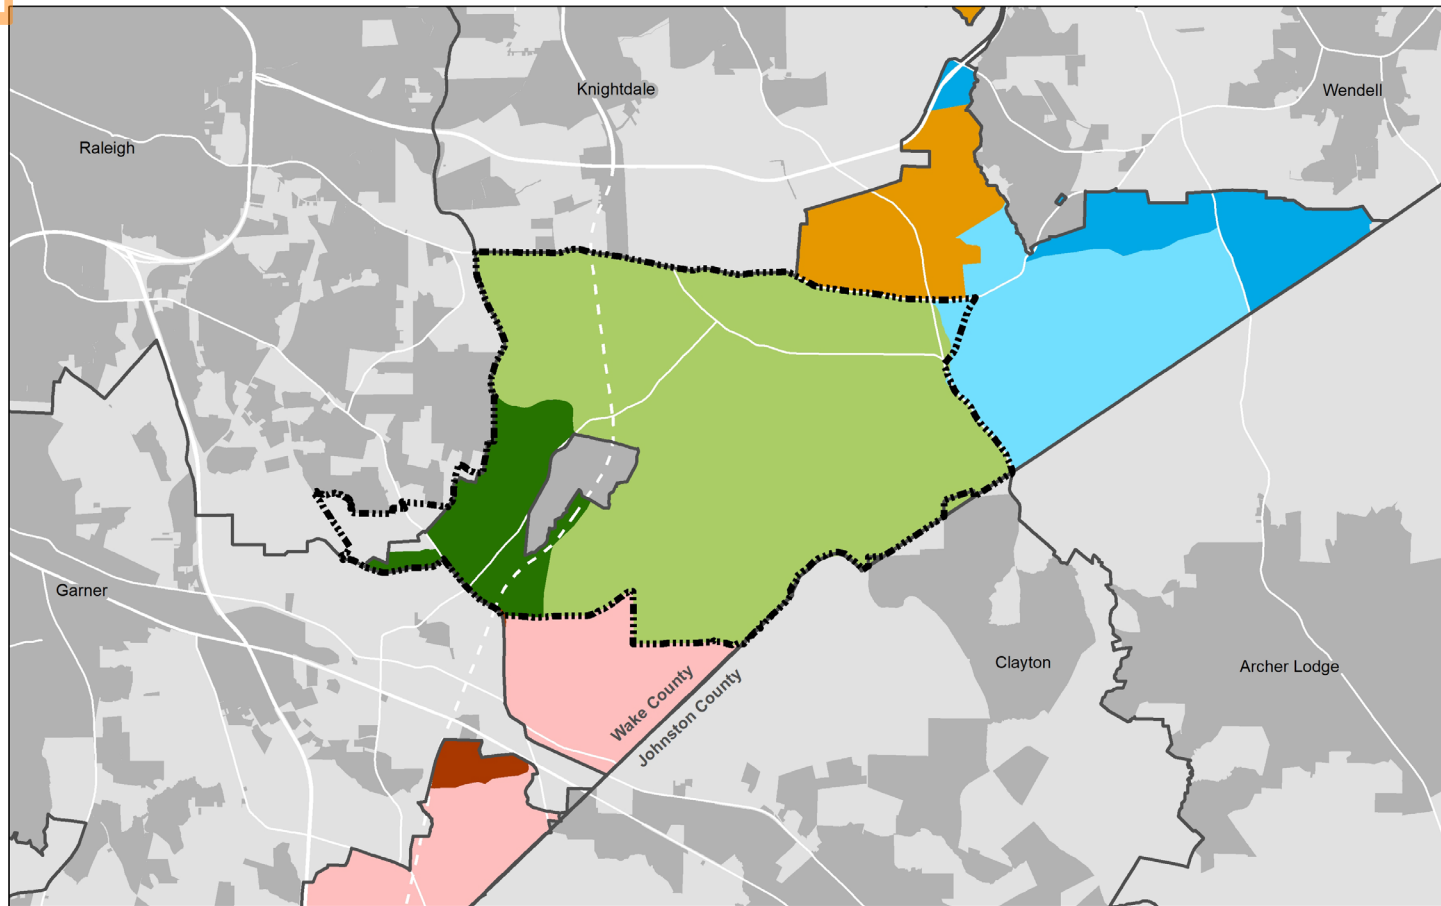 Knightdale
Wendell
Raleigh
Garner
Clayton
Archer Lodge
Wake County
Johnston County